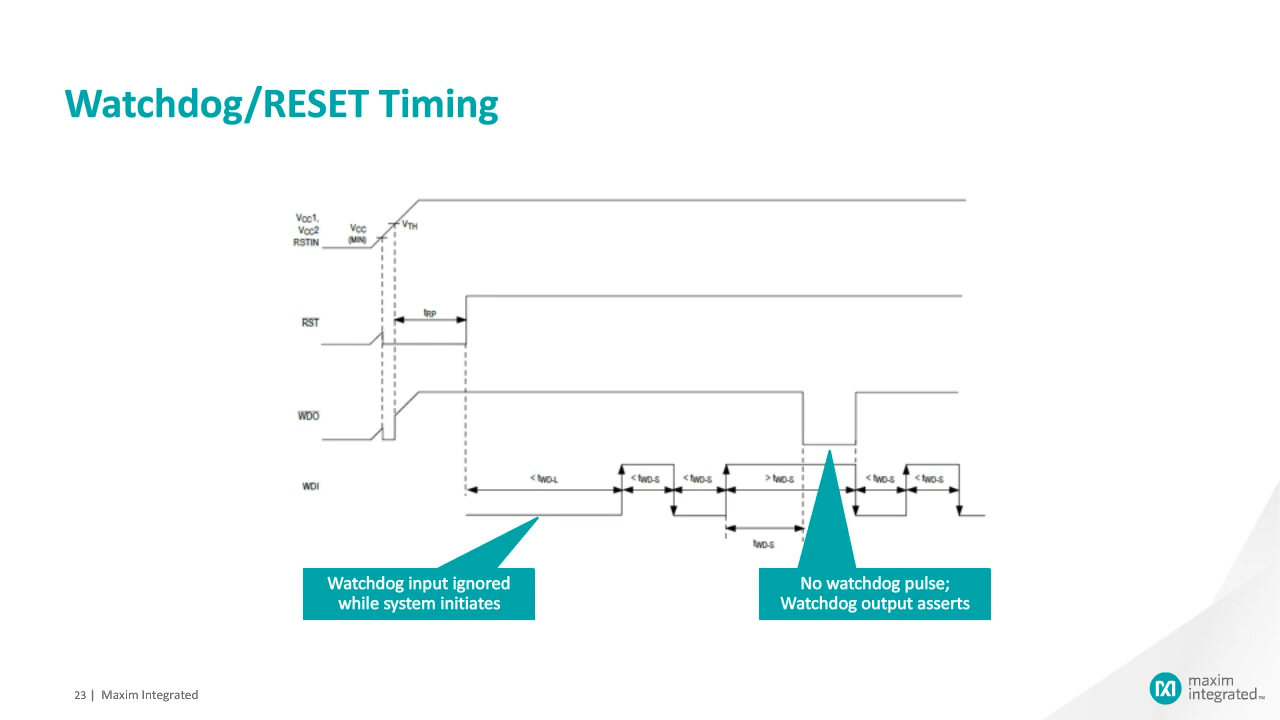 Watchdog/RESET Timing
VCC1,
VCC2
RSTIN
VCC
(MIN)
VTH
RST
tRP
WDO
WDI
< tWD-L
< tWD-S
< tWD-S
> tWD-S
< tWD-S
< tWD-S
tWD-S
Watchdog input ignored
while system initiates
No watchdog pulse;
Watchdog output asserts
23 | Maxim Integrated
maxim
integrated™